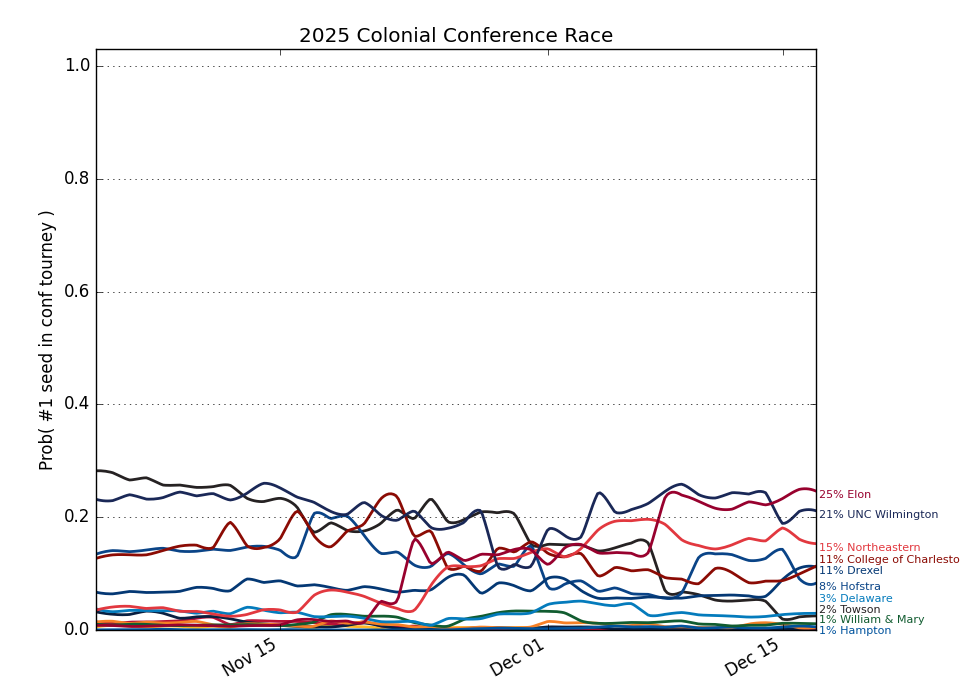 2025 Colonial Conference Race
Prob( #1 seed in conf tourney )
1.0
0.8
0.6
0.4
0.2
0.0
Nov 15
Dec 01
Dec 15
25% Elon
21% UNC Wilmington
15% Northeastern
11% College of Charlesto
11% Drexel
8% Hofstra
3% Delaware
2% Towson
1% William & Mary
1% Hampton